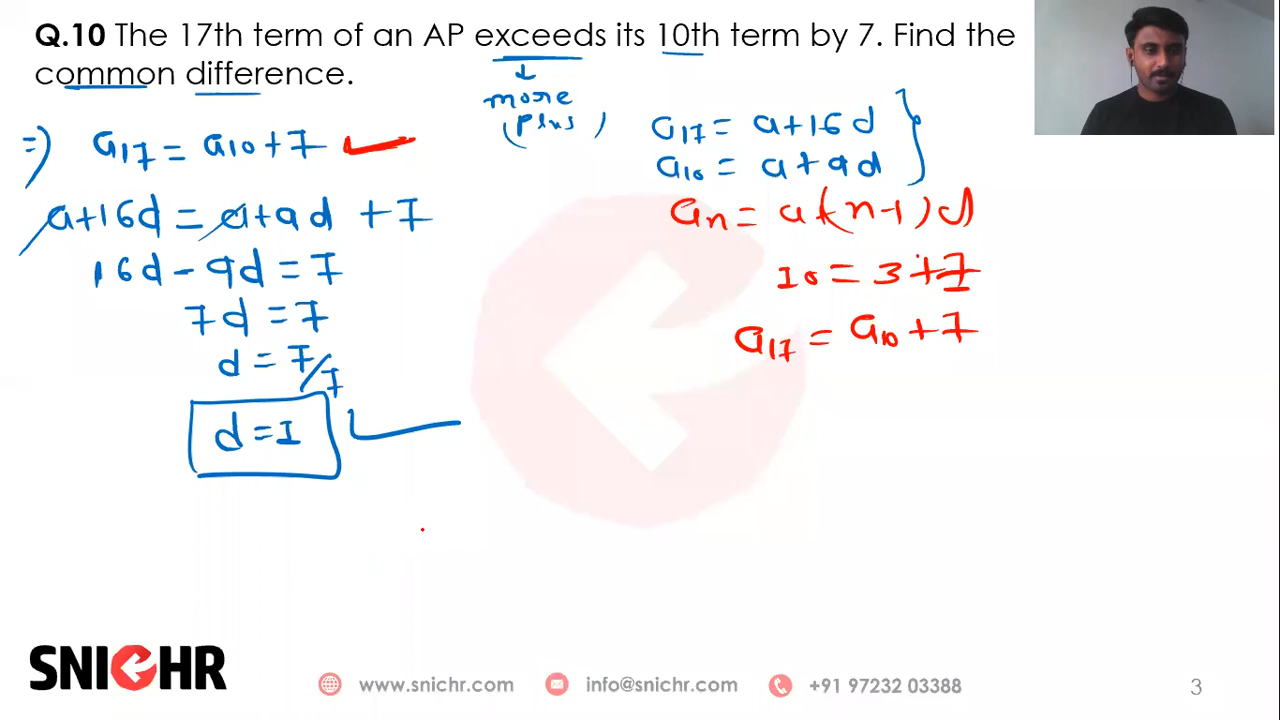 Q.10 The 17th term of an AP exceeds its 10th term by 7. Find the
common difference.
↓
more
(plus)
=) a17 = a10 + 7
a+16d = a+9d + 7
16d - 9d = 7
7d = 7
d = 7/7
d = 1
a17 = a+16d
a10 = a+9d
an = a+(n-1)d
10 = 3+7
a17 = a10 + 7
SNICHR
www.snichr.com
info@snichr.com
+91 97232 03388
3